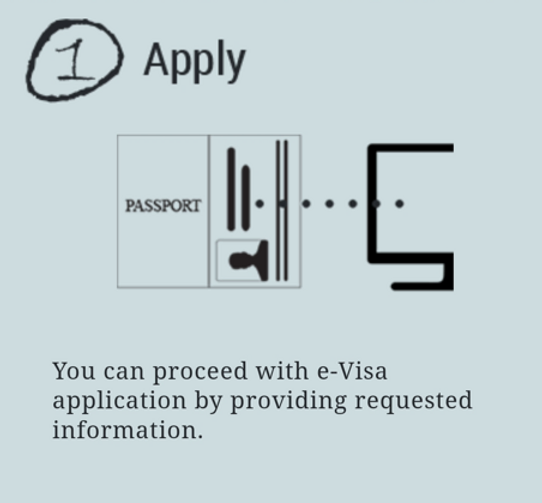 1 Apply
PASSPORT
You can proceed with e-Visa
application by providing requested
information.